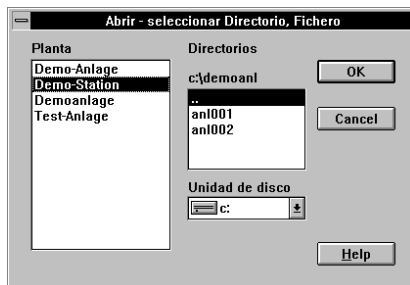 Abrir - seleccionar Directorio, Fichero
Planta
Demo-Anlage
Demo-Station
Demoanlage
Test-Anlage
Directorios
c:\demoanl
..
anl001
anl002
Unidad de disco
c:
OK
Cancel
Help